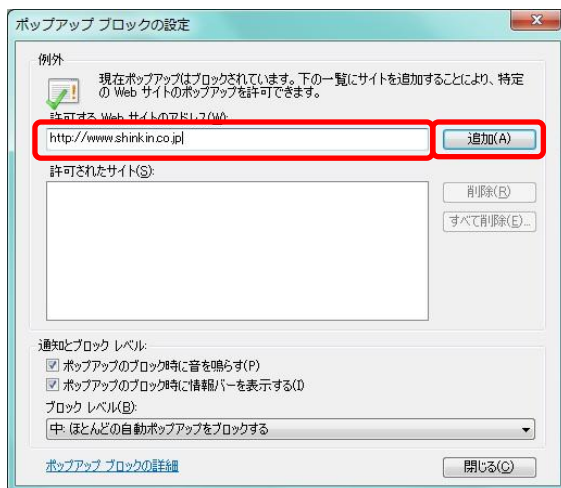 ポップアップ ブロックの設定
例外
現在ポップアップはブロックされています。下の一覧にサイトを追加することにより、特定
の Web サイトのポップアップを許可できます。
許可する Web サイトのアドレス(W):
http://www.shinkin.co.jp
追加(A)
許可されたサイト(S):
削除(R)
すべて削除(E)...
通知とブロック レベル:
ポップアップのブロック時に音を鳴らす(P)
ポップアップのブロック時に情報バーを表示する(I)
ブロック レベル(B):
中: ほとんどの自動ポップアップをブロックする
ポップアップ ブロックの詳細
閉じる(C)